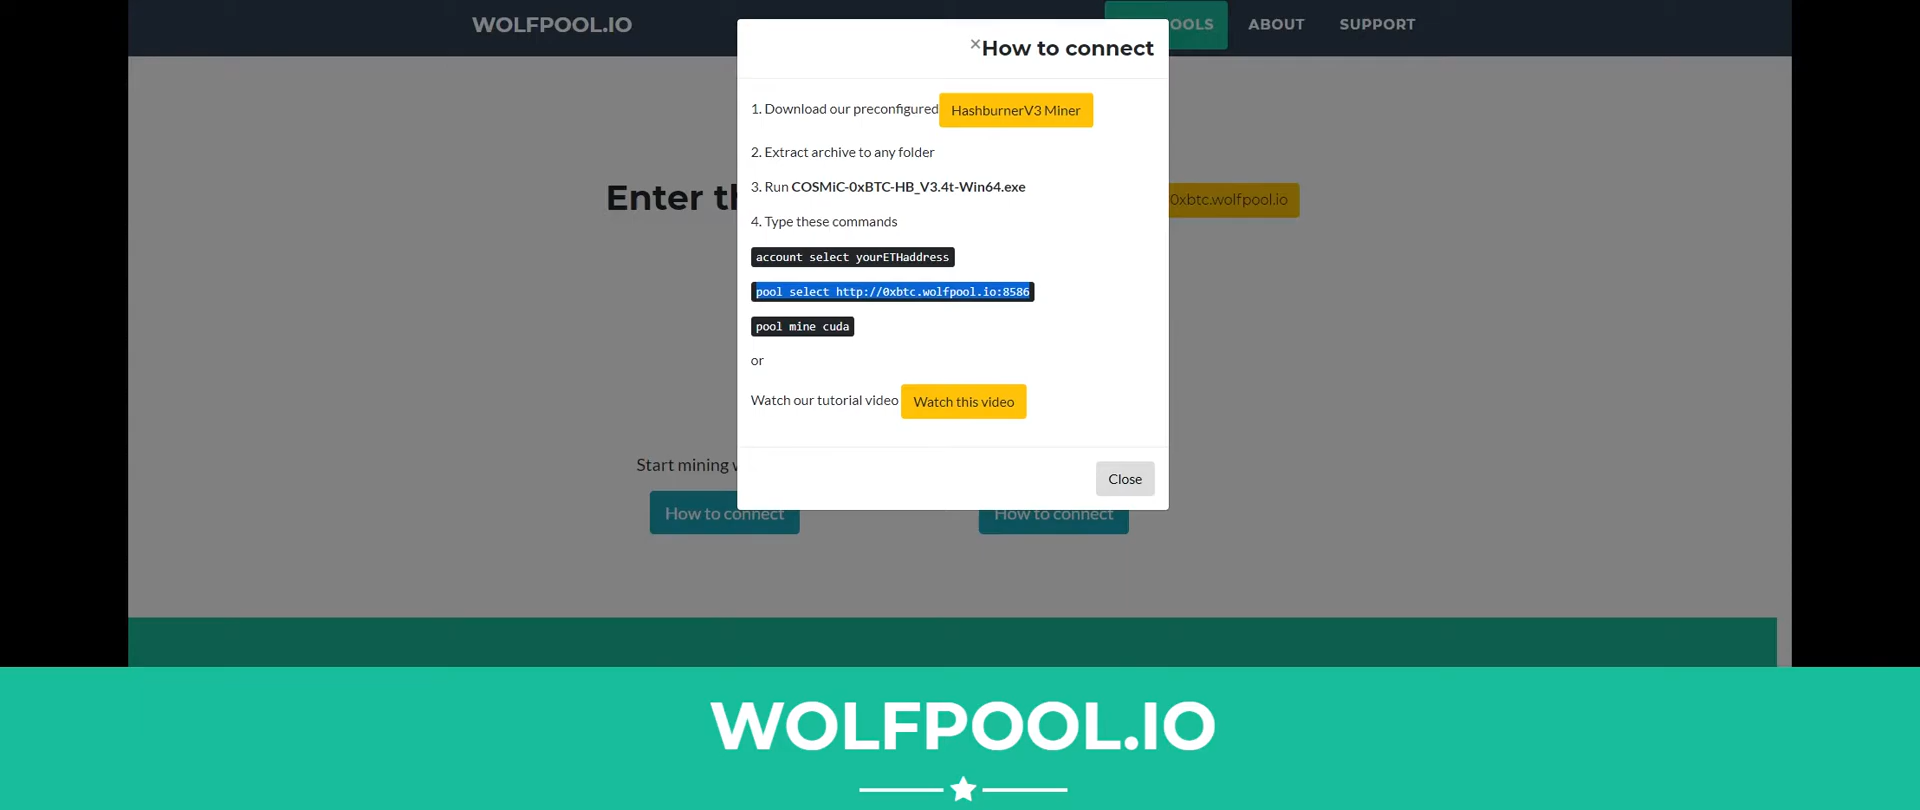 WOLFPOOL.IO
OOLS
ABOUT
SUPPORT
×
How to connect
1. Download our preconfigured HashburnerV3 Miner
2. Extract archive to any folder
3. Run COSMiC-0xBTC-HB_V3.4t-Win64.exe
4. Type these commands
account select yourETHaddress
pool select http://0xbtc.wolfpool.io:8586
pool mine cuda
or
Watch our tutorial video Watch this video
Close
Enter th
0xbtc.wolfpool.io
Start mining w
How to connect
How to connect
WOLFPOOL.IO